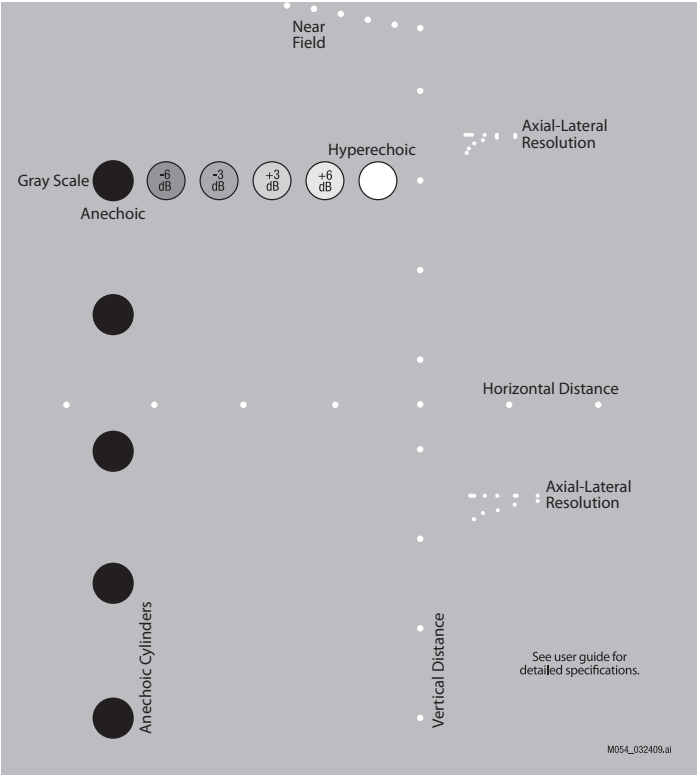 Near
Field
Axial-Lateral
Resolution
Hyperechoic
Gray Scale
-6
dB
-3
dB
+3
dB
+6
dB
Anechoic
Horizontal Distance
Axial-Lateral
Resolution
Anechoic Cylinders
Vertical Distance
See user guide for
detailed specifications.
M054_032409.ai